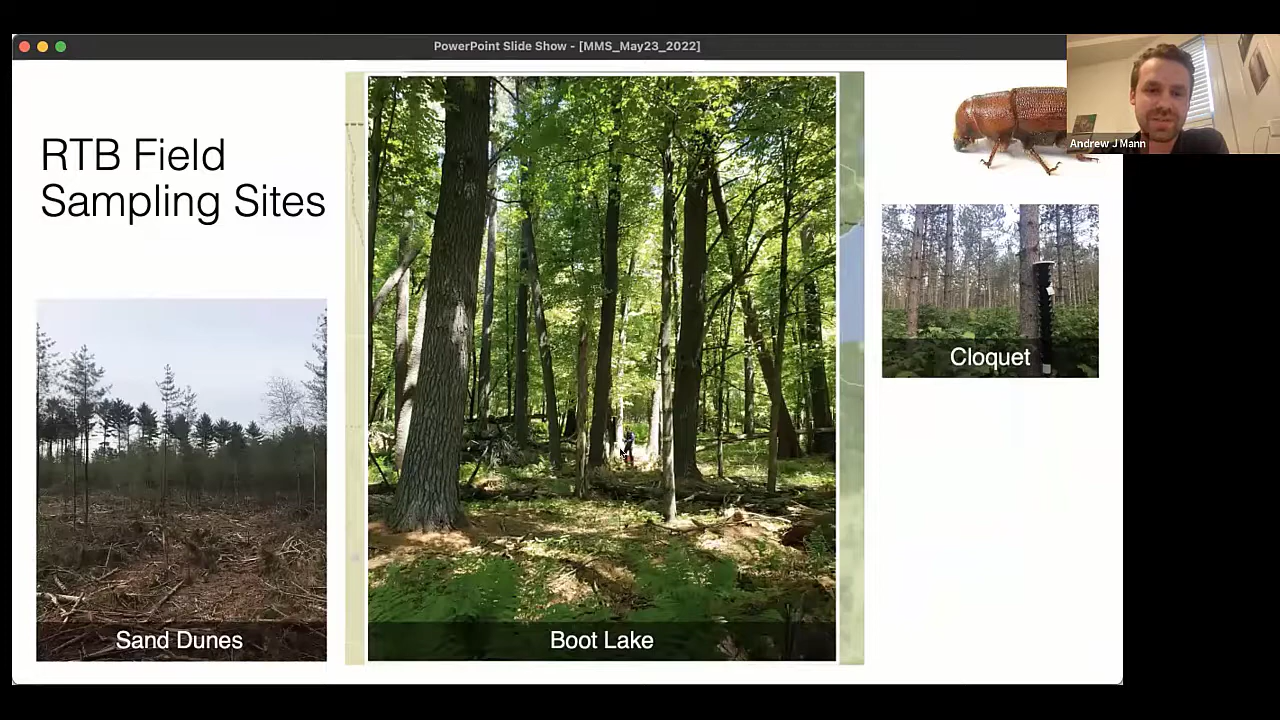 PowerPoint Slide Show - [MMS_May23_2022]
Andrew J Mann
RTB Field
Sampling Sites
Cloquet
Sand Dunes
Boot Lake